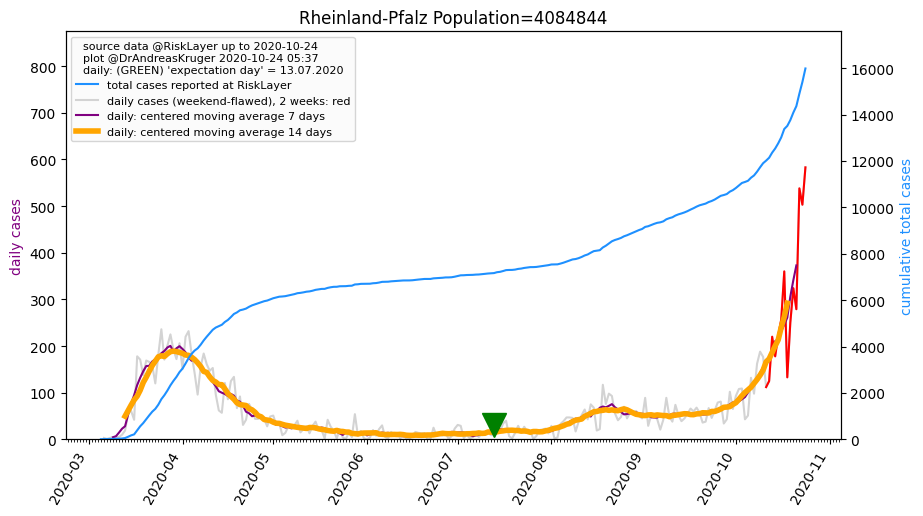 Rheinland-Pfalz Population=4084844
source data @RiskLayer up to 2020-10-24
plot @DrAndreasKruger 2020-10-24 05:37
daily: (GREEN) 'expectation day' = 13.07.2020
total cases reported at RiskLayer
daily cases (weekend-flawed), 2 weeks: red
daily: centered moving average 7 days
daily: centered moving average 14 days
daily cases
800
700
600
500
400
300
200
100
0
cumulative total cases
16000
14000
12000
10000
8000
6000
4000
2000
0
2020-03
2020-04
2020-05
2020-06
2020-07
2020-08
2020-09
2020-10
2020-11